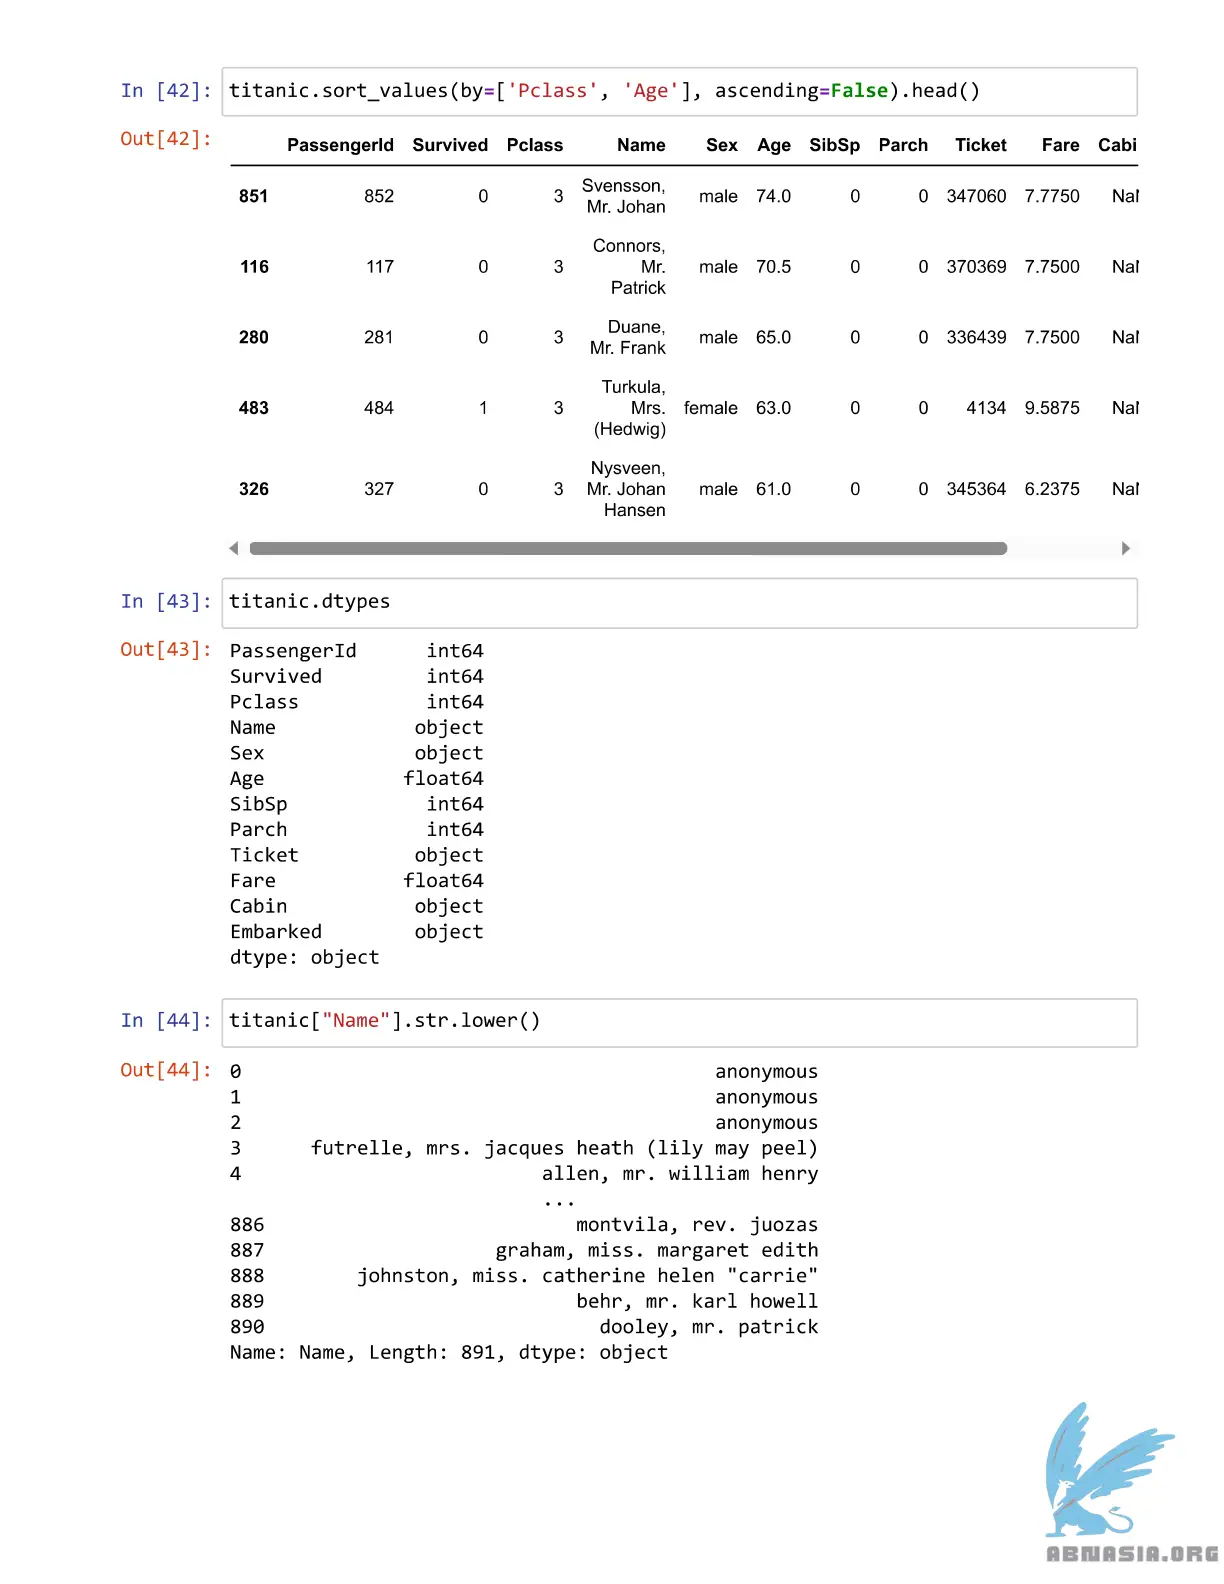 In [42]: titanic.sort_values(by=['Pclass', 'Age'], ascending=False).head()
Out[42]:
PassengerId Survived Pclass Name Sex Age SibSp Parch Ticket Fare Cabi
851 852 0 3 Svensson, Mr. Johan male 74.0 0 0 347060 7.7750 NaN
116 117 0 3 Connors, Mr. Patrick male 70.5 0 0 370369 7.7500 NaN
280 281 0 3 Duane, Mr. Frank male 65.0 0 0 336439 7.7500 NaN
483 484 1 3 Turkula, Mrs. (Hedwig) female 63.0 0 0 4134 9.5875 NaN
326 327 0 3 Nysveen, Mr. Johan Hansen male 61.0 0 0 345364 6.2375 NaN
In [43]: titanic.dtypes
Out[43]:
PassengerId int64
Survived int64
Pclass int64
Name object
Sex object
Age float64
SibSp int64
Parch int64
Ticket object
Fare float64
Cabin object
Embarked object
dtype: object
In [44]: titanic["Name"].str.lower()
Out[44]:
0 anonymous
1 anonymous
2 anonymous
3 futrelle, mrs. jacques heath (lily may peel)
4 allen, mr. william henry
...
886 montvila, rev. juozas
887 graham, miss. margaret edith
888 johnston, miss. catherine helen "carrie"
889 behr, mr. karl howell
890 dooley, mr. patrick
Name: Name, Length: 891, dtype: object
ABNASIA.ORG